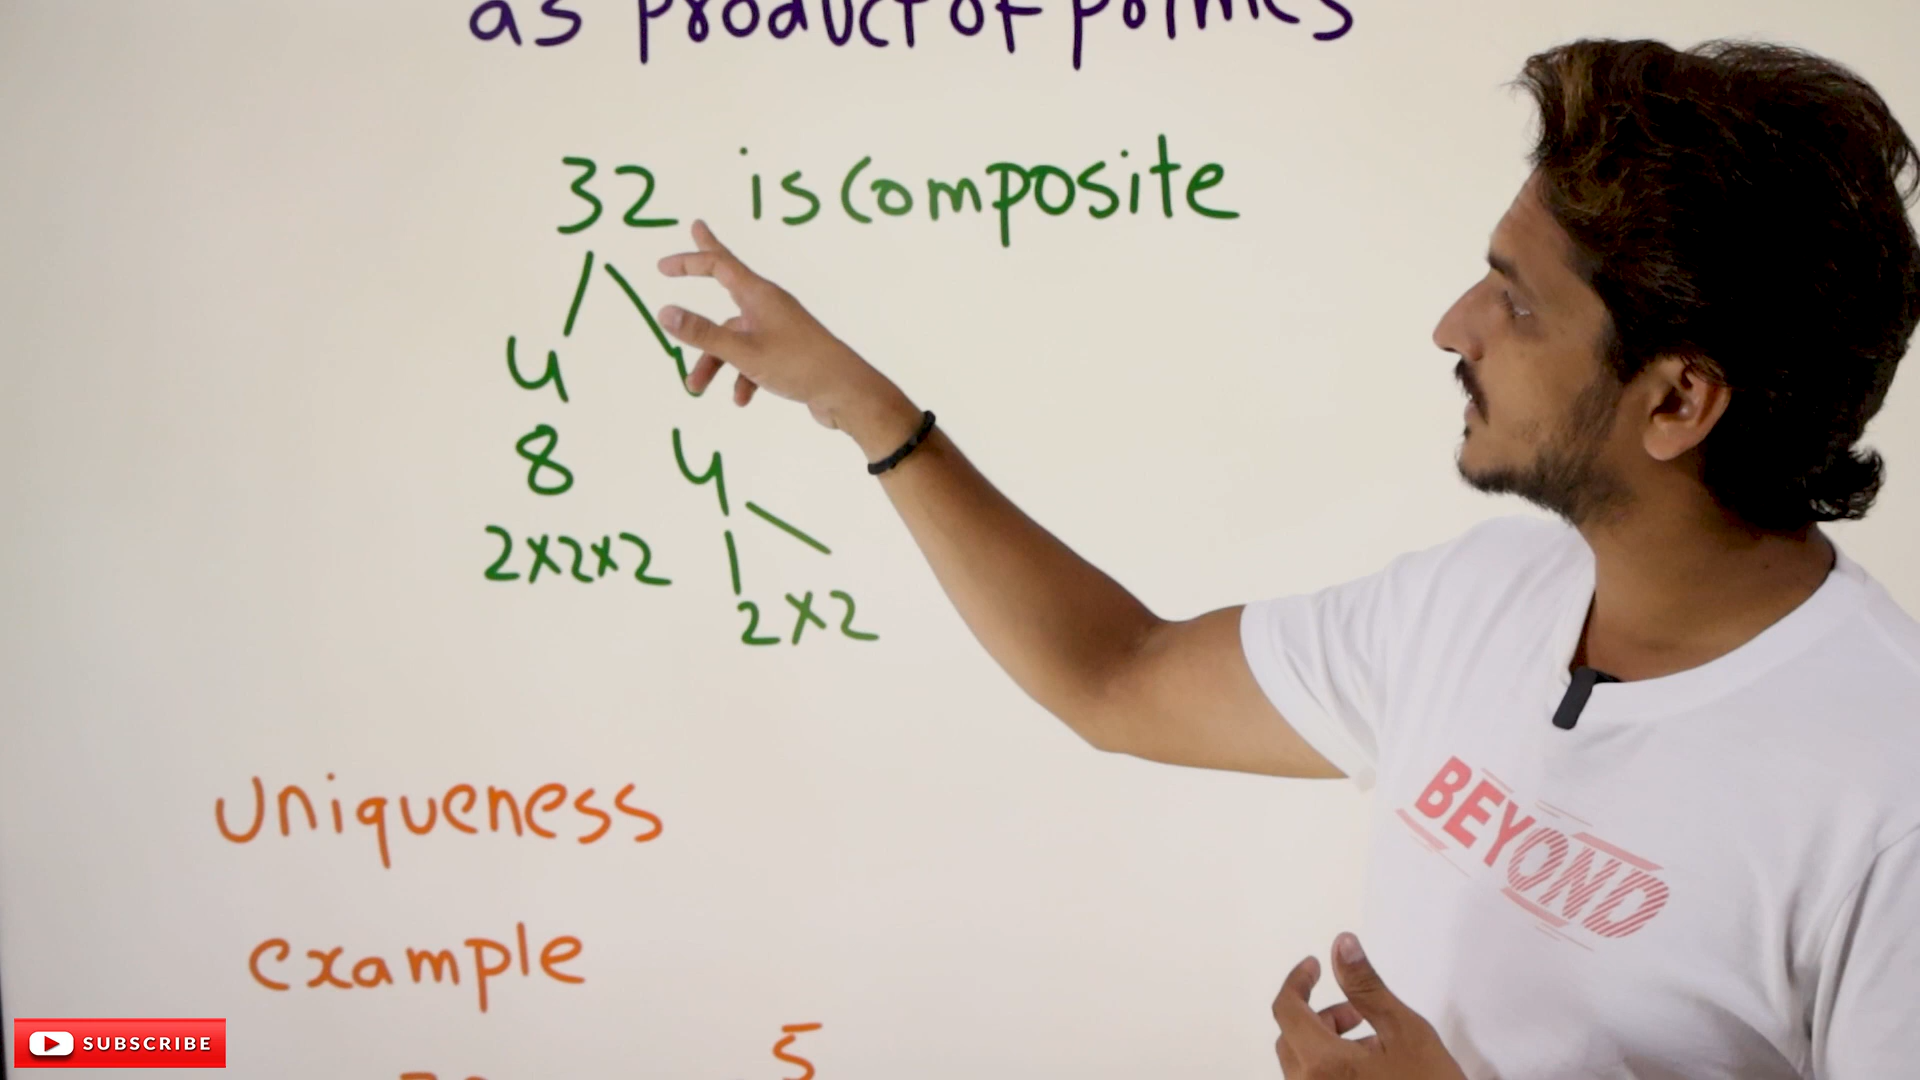 as product of primes
32 is composite
4
8 4
2x2x2
2x2
Uniqueness
example
5
BEYOND
SUBSCRIBE